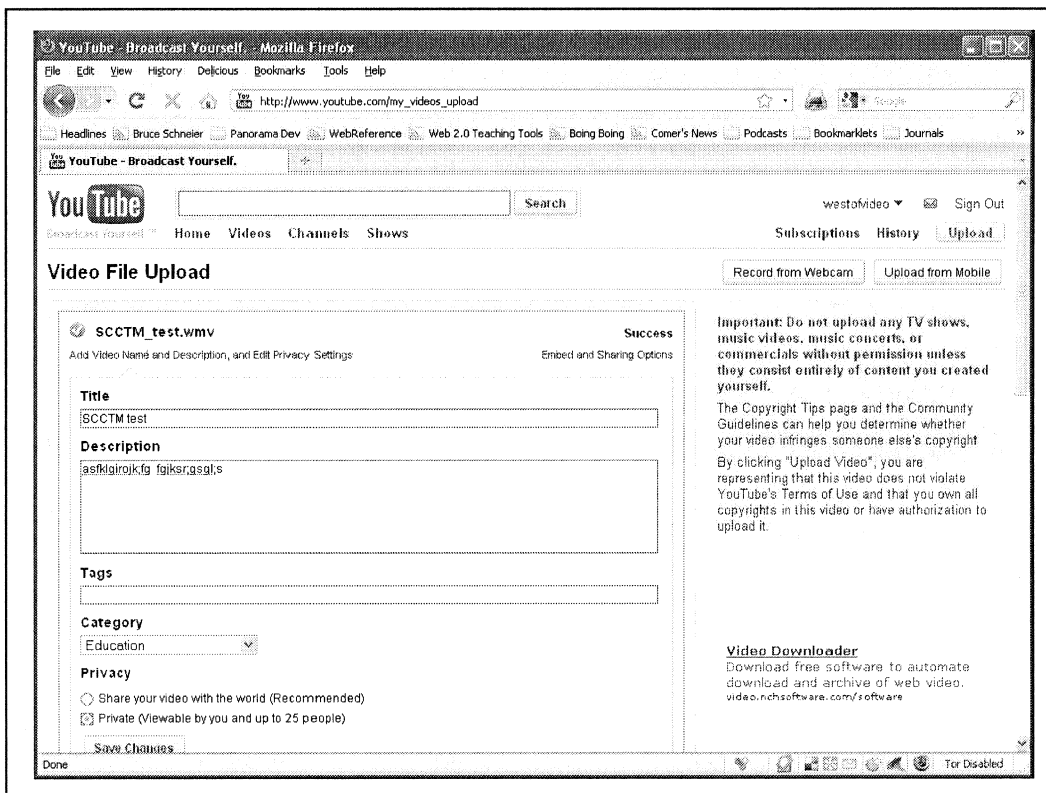 YouTube - Broadcast Yourself. - Mozilla Firefox
File Edit View History Delicious Bookmarks Tools Help
You Tube http://www.youtube.com/my_videos_upload Google
Headlines Bruce Schneier Panorama Dev WebReference Web 2.0 Teaching Tools Boing Boing Comer's News Podcasts Bookmarklets Journals »
You Tube YouTube - Broadcast Yourself.
You Tube Search westofvideo Sign Out
Broadcast Yourself ™ Home Videos Channels Shows Subscriptions History Upload
Video File Upload Record from Webcam Upload from Mobile
SCCTM_test.wmv Success
Add Video Name and Description, and Edit Privacy Settings Embed and Sharing Options
Title
SCCTM test
Description
asfklgirojk;fg fgjksr;gsgl;s
Tags
Category
Education
Privacy
Share your video with the world (Recommended)
Private (Viewable by you and up to 25 people)
Save Changes
Important: Do not upload any TV shows,
music videos, music concerts, or
commercials without permission unless
they consist entirely of content you created
yourself.
The Copyright Tips page and the Community
Guidelines can help you determine whether
your video infringes someone else's copyright
By clicking "Upload Video", you are
representing that this video does not violate
YouTube's Terms of Use and that you own all
copyrights in this video or have authorization to
upload it.
Video Downloader
Download free software to automate
download and archive of web video.
video.nchsoftware.com/software
Done Tor Disabled